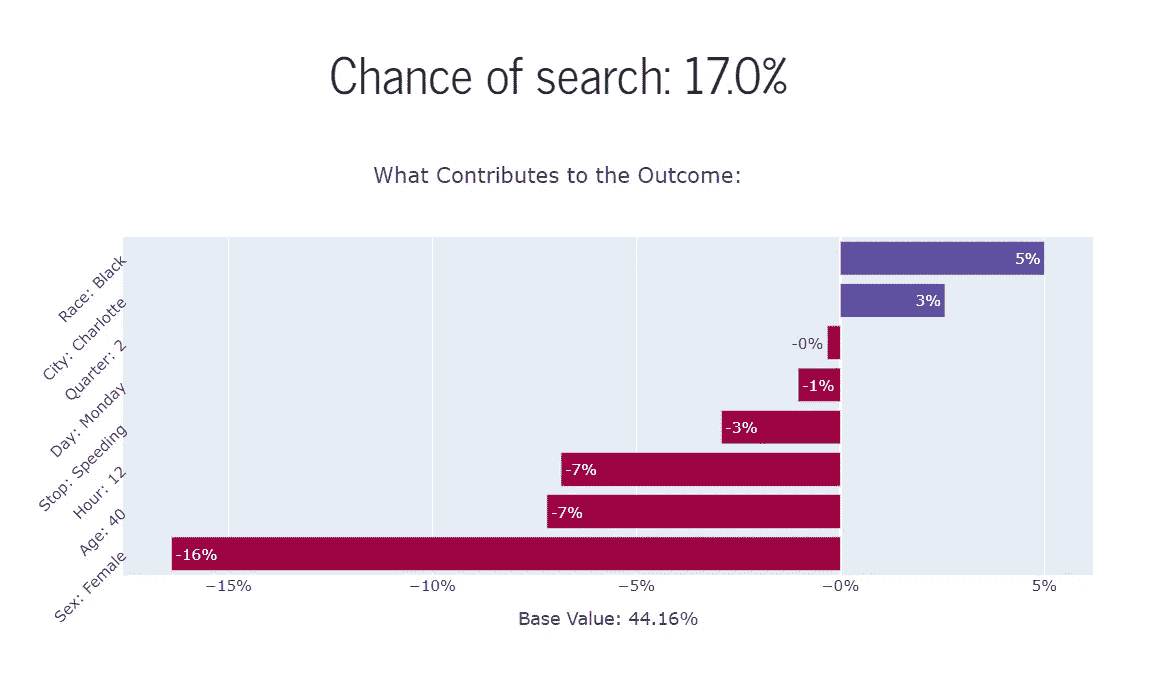 Chance of search: 17.0%
What Contributes to the Outcome:
Race: Black
5%
City: Charlotte
3%
Quarter: 2
-0%
Day: Monday
-1%
Stop: Speeding
-3%
Hour: 12
-7%
Age: 40
-7%
Sex: Female
-16%
−15%
−10%
−5%
−0%
5%
Base Value: 44.16%